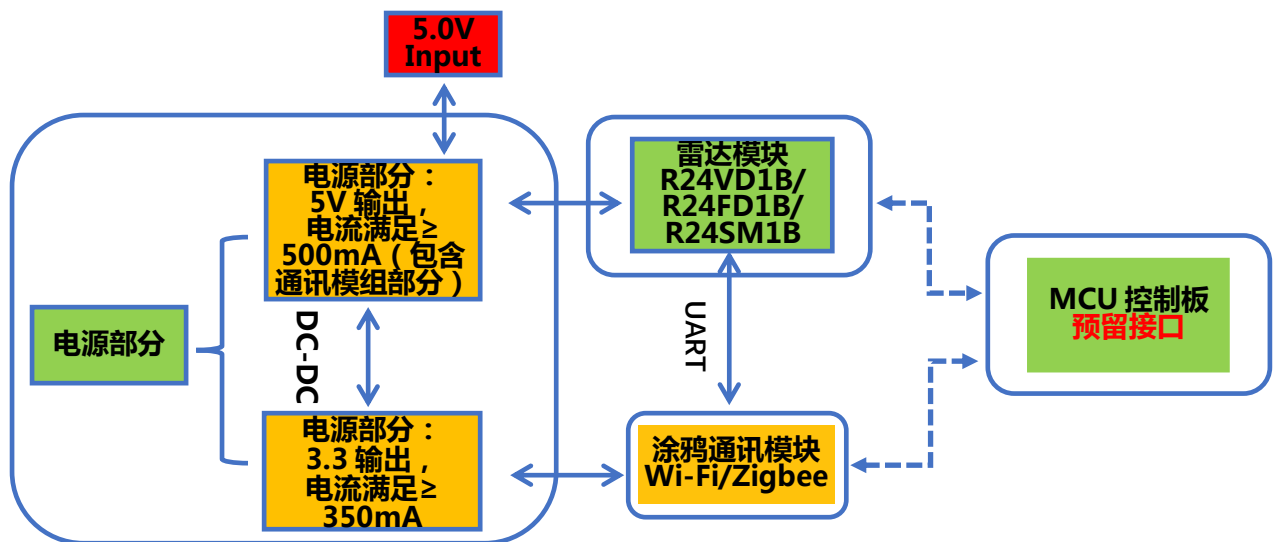 5.0V
Input
电源部分：
5V 输出，
电流满足≥
500mA（包含
通讯模组部分）
雷达模块
R24VD1B/
R24FD1B/
R24SM1B
MCU 控制板
预留接口
电源部分
DC-DC
UART
电源部分：
3.3 输出，
电流满足≥
350mA
涂鸦通讯模块
Wi-Fi/Zigbee